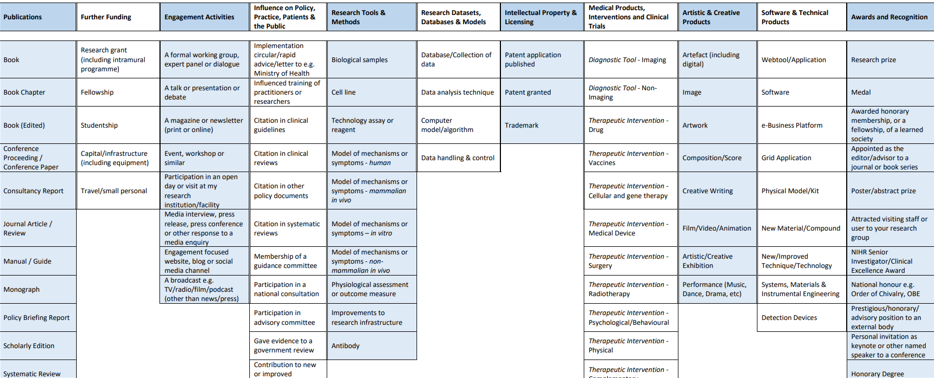 Publications
Further Funding
Engagement Activities
Influence on Policy,
Practice, Patients &
the Public
Research Tools &
Methods
Research Datasets,
Databases & Models
Intellectual Property &
Licensing
Medical Products,
Interventions and Clinical
Trials
Artistic & Creative
Products
Software & Technical
Products
Awards and Recognition
Book
Research grant
(including intramural
programme)
A formal working group,
expert panel or dialogue
Implementation
circular/rapid
advice/letter to e.g.
Ministry of Health
Biological samples
Database/Collection of
data
Patent application
published
Diagnostic Tool - Imaging
Artefact (including
digital)
Webtool/Application
Research prize
Book Chapter
Fellowship
A talk or presentation or
debate
Influenced training of
practitioners or
researchers
Cell line
Data analysis technique
Patent granted
Diagnostic Tool - Non-
Imaging
Image
Software
Medal
Book (Edited)
Studentship
A magazine or newsletter
(print or online)
Citation in clinical
guidelines
Technology assay or
reagent
Computer
model/algorithm
Trademark
Therapeutic Intervention -
Drug
Artwork
e-Business Platform
Awarded honorary
membership, or a
fellowship, of a learned
society
Conference
Proceeding /
Conference Paper
Capital/infrastructure
(including equipment)
Event, workshop or
similar
Citation in clinical
reviews
Model of mechanisms or
symptoms - human
Data handling & control
Therapeutic Intervention -
Vaccines
Composition/Score
Grid Application
Appointed as the
editor/advisor to a
journal or book series
Consultancy Report
Travel/small personal
Participation in an open
day or visit at my
research
institution/facility
Citation in other
policy documents
Model of mechanisms or
symptoms - mammalian
in vivo
Therapeutic Intervention -
Cellular and gene therapy
Creative Writing
Physical Model/Kit
Poster/abstract prize
Journal Article /
Review
Media interview, press
release, press conference
or other response to a
media enquiry
Citation in systematic
reviews
Model of mechanisms or
symptoms – in vitro
Therapeutic Intervention -
Medical Device
Film/Video/Animation
New Material/Compound
Attracted visiting staff or
user to your research
group
Manual / Guide
Engagement focused
website, blog or social
media channel
Membership of a
guidance committee
Model of mechanisms or
symptoms - non-
mammalian in vivo
Therapeutic Intervention -
Surgery
Artistic/Creative
Exhibition
New/Improved
Technique/Technology
NIHR Senior
Investigator/Clinical
Excellence Award
Monograph
A broadcast e.g.
TV/radio/film/podcast
(other than news/press)
Participation in a
national consultation
Physiological assessment
or outcome measure
Therapeutic Intervention -
Radiotherapy
Performance (Music,
Dance, Drama, etc)
Systems, Materials &
Instrumental Engineering
National honour e.g.
Order of Chivalry, OBE
Policy Briefing Report
Participation in
advisory committee
Improvements to
research infrastructure
Therapeutic Intervention -
Psychological/Behavioural
Detection Devices
Prestigious/honorary/
advisory position to an
external body
Scholarly Edition
Gave evidence to a
government review
Antibody
Therapeutic Intervention -
Physical
Personal invitation as
keynote or other named
speaker to a conference
Systematic Review
Contribution to new
or improved
Therapeutic Intervention -
Honorary Degree